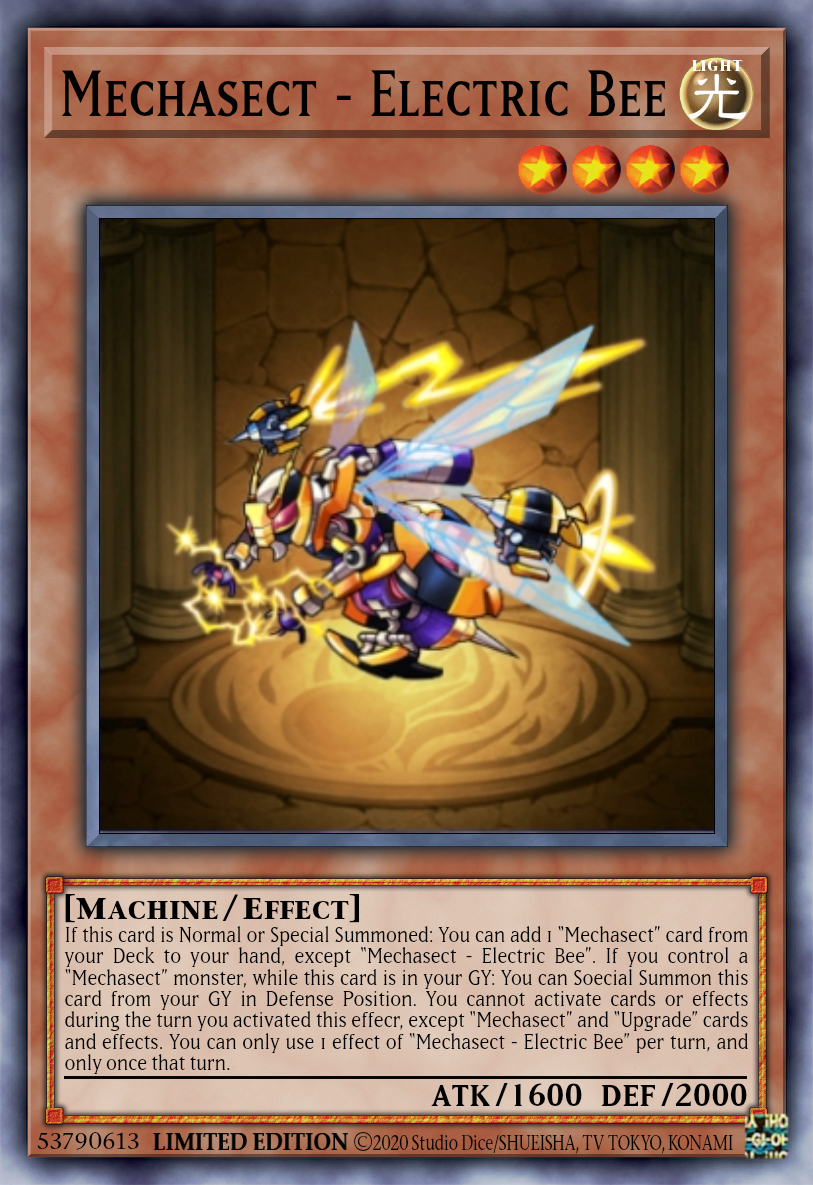 Mechasect - Electric Bee
LIGHT
光
[Machine/Effect]
If this card is Normal or Special Summoned: You can add 1 "Mechasect" card from
your Deck to your hand, except "Mechasect - Electric Bee". If you control a
"Mechasect" monster, while this card is in your GY: You can Soecial Summon this
card from your GY in Defense Position. You cannot activate cards or effects
during the turn you activated this effecr, except "Mechasect" and "Upgrade" cards
and effects. You can only use 1 effect of "Mechasect - Electric Bee" per turn, and
only once that turn.
ATK/1600 DEF/2000
53790613 LIMITED EDITION ©2020 Studio Dice/SHUEISHA, TV TOKYO, KONAMI